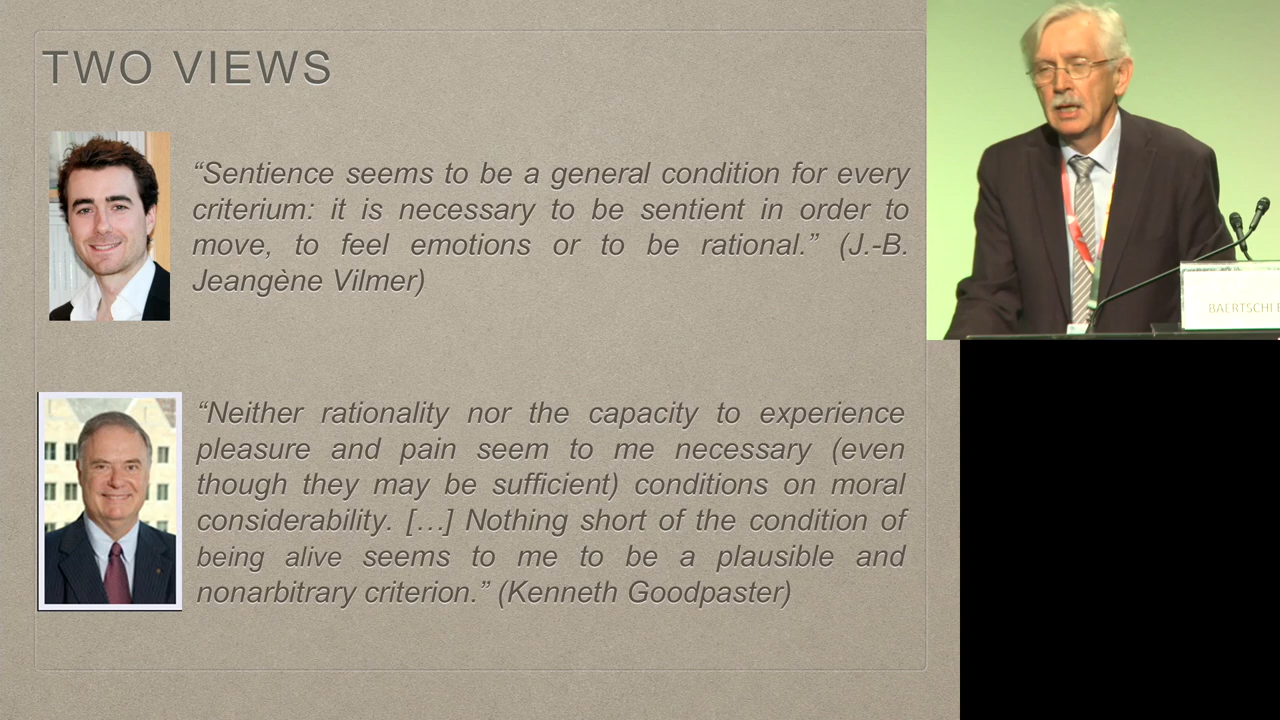 TWO VIEWS
“Sentience seems to be a general condition for every
criterium: it is necessary to be sentient in order to
move, to feel emotions or to be rational.” (J.-B.
Jeangène Vilmer)
“Neither rationality nor the capacity to experience
pleasure and pain seem to me necessary (even
though they may be sufficient) conditions on moral
considerability. […] Nothing short of the condition of
being alive seems to me to be a plausible and
nonarbitrary criterion.” (Kenneth Goodpaster)
BAERTSCHI